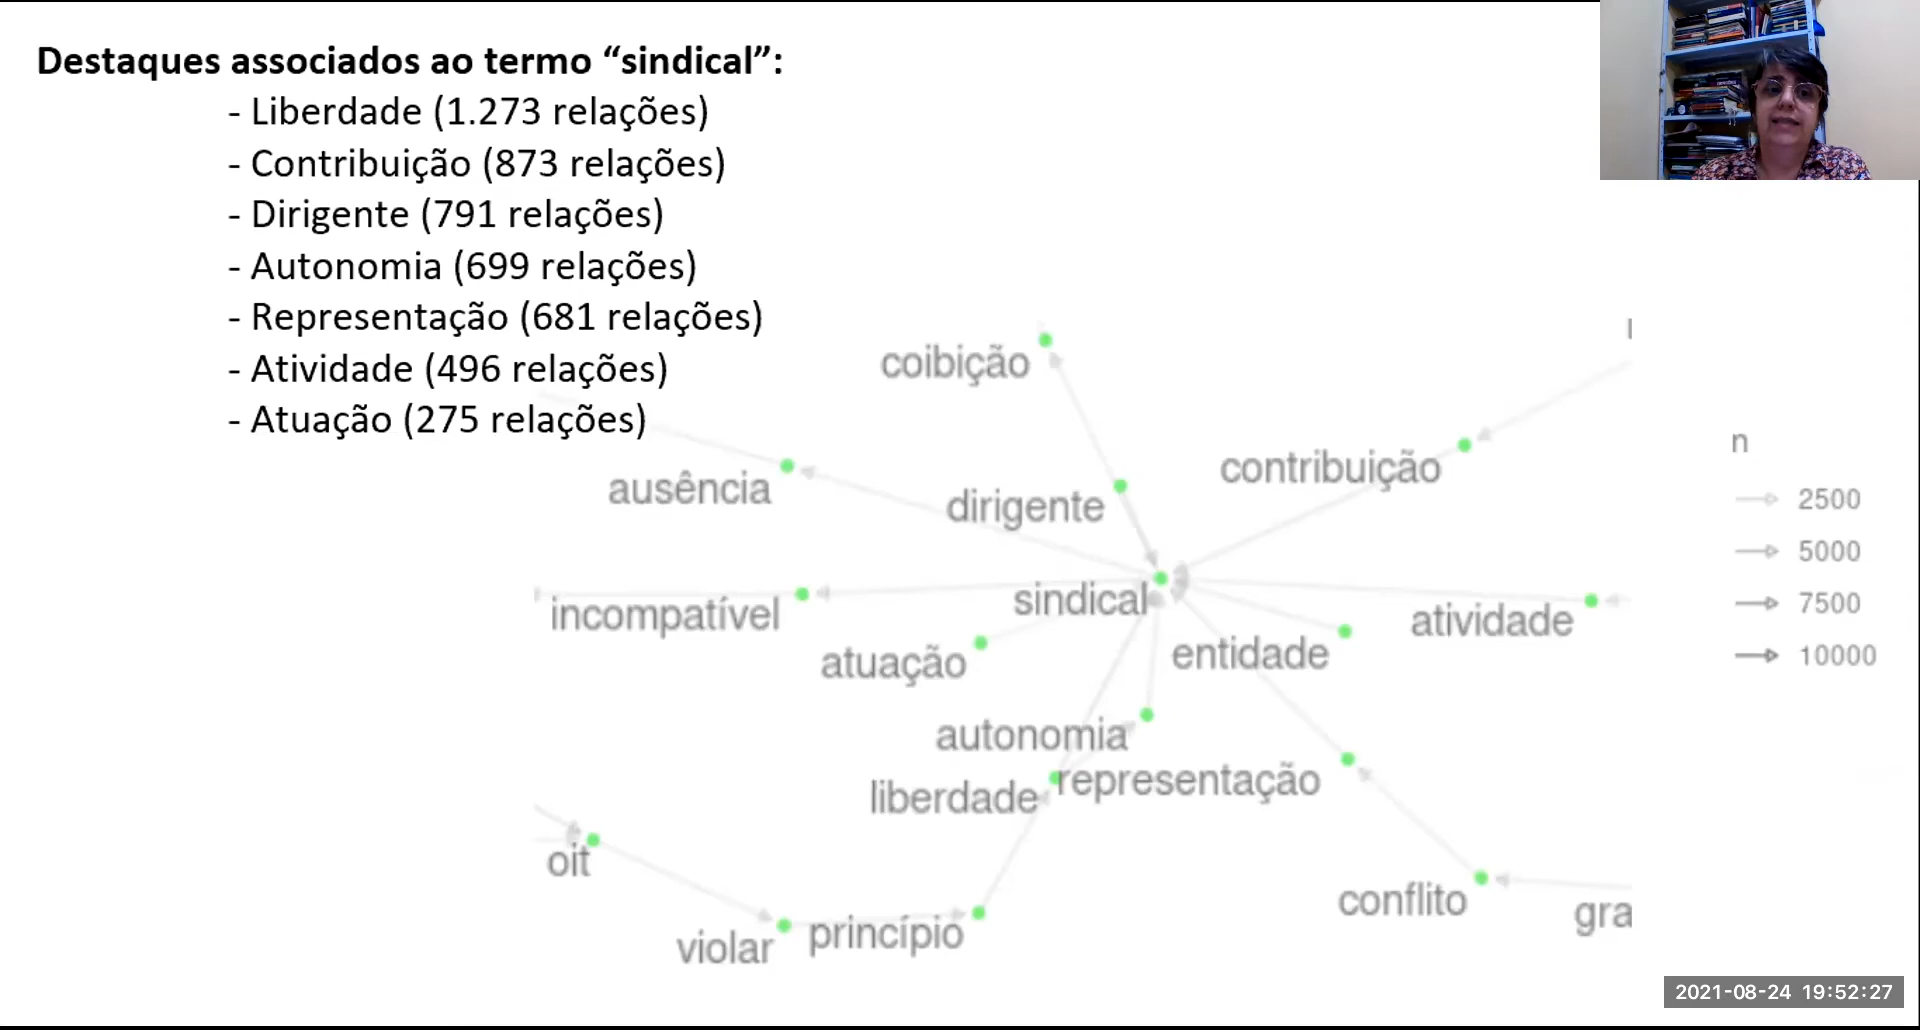 Destaques associados ao termo “sindical”:
- Liberdade (1.273 relações)
- Contribuição (873 relações)
- Dirigente (791 relações)
- Autonomia (699 relações)
- Representação (681 relações)
- Atividade (496 relações)
- Atuação (275 relações)
coibição
contribuição
ausência
dirigente
sindical
incompatível
atividade
atuação
entidade
autonomia
representação
liberdade
oit
conflito
gra
violar
princípio
n
2500
5000
7500
10000
2021-08-24 19:52:27